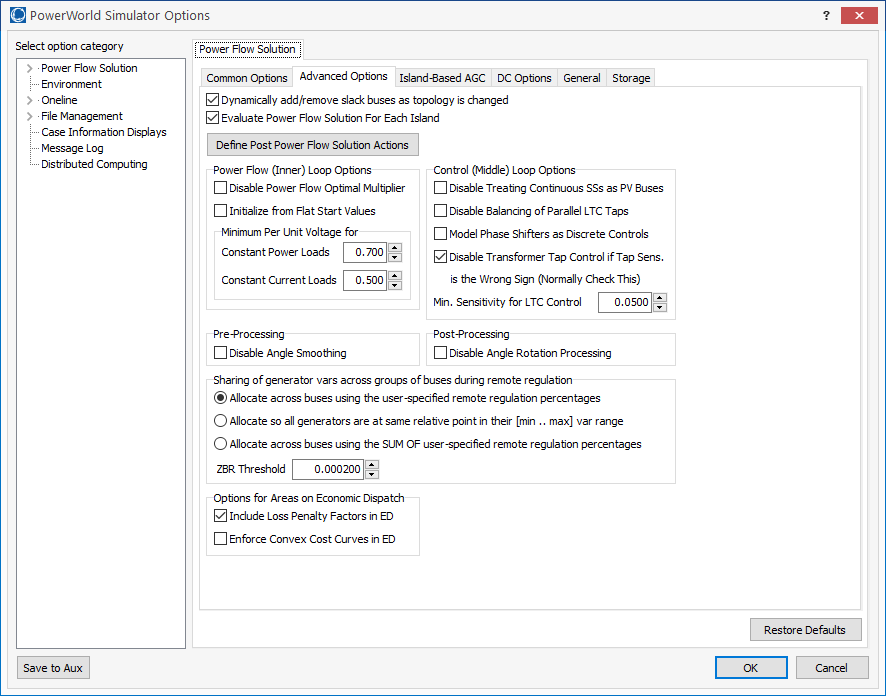 PowerWorld Simulator Options
?
Select option category
Power Flow Solution
Environment
Oneline
File Management
Case Information Displays
Message Log
Distributed Computing
Power Flow Solution
Common Options Advanced Options Island-Based AGC DC Options General Storage
Dynamically add/remove slack buses as topology is changed
Evaluate Power Flow Solution For Each Island
Define Post Power Flow Solution Actions
Power Flow (Inner) Loop Options
Disable Power Flow Optimal Multiplier
Initialize from Flat Start Values
Minimum Per Unit Voltage for
Constant Power Loads 0.700
Constant Current Loads 0.500
Control (Middle) Loop Options
Disable Treating Continuous SSs as PV Buses
Disable Balancing of Parallel LTC Taps
Model Phase Shifters as Discrete Controls
Disable Transformer Tap Control if Tap Sens.
is the Wrong Sign (Normally Check This)
Min. Sensitivity for LTC Control 0.0500
Pre-Processing
Disable Angle Smoothing
Post-Processing
Disable Angle Rotation Processing
Sharing of generator vars across groups of buses during remote regulation
Allocate across buses using the user-specified remote regulation percentages
Allocate so all generators are at same relative point in their [min .. max] var range
Allocate across buses using the SUM OF user-specified remote regulation percentages
ZBR Threshold 0.000200
Options for Areas on Economic Dispatch
Include Loss Penalty Factors in ED
Enforce Convex Cost Curves in ED
Restore Defaults
Save to Aux
OK
Cancel